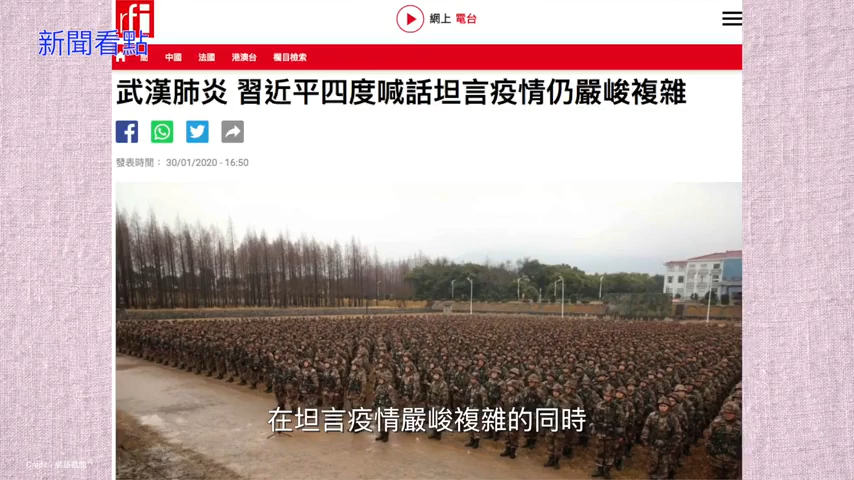 rfi
網上 電台
新聞看點
中國 法國 港澳台 欄目檢索
武漢肺炎 習近平四度喊話坦言疫情仍嚴峻複雜
發表時間： 30/01/2020 - 16:50
在坦言疫情嚴峻複雜的同時